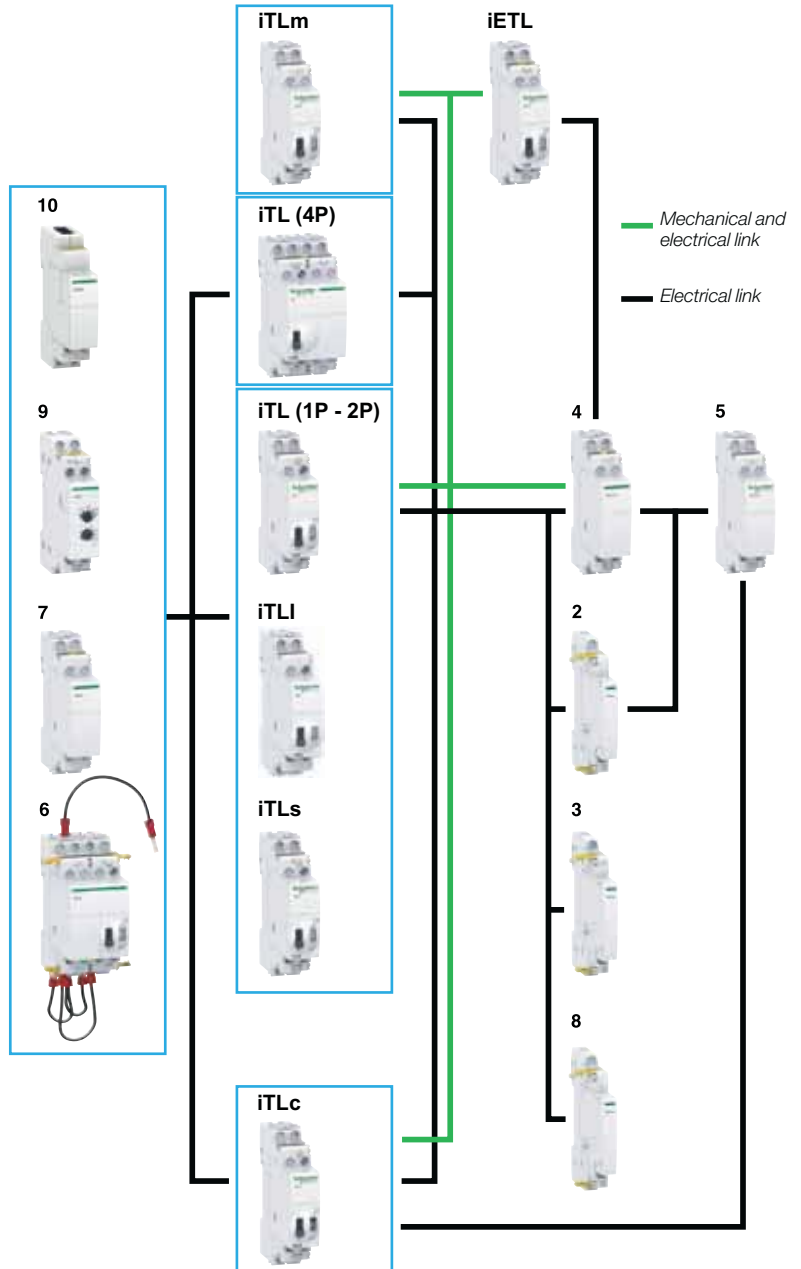 iTLm
iETL
10
iTL (4P)
Mechanical and
electrical link
Electrical link
9
iTL (1P - 2P)
4
5
7
iTLI
2
6
iTLs
3
8
iTLc